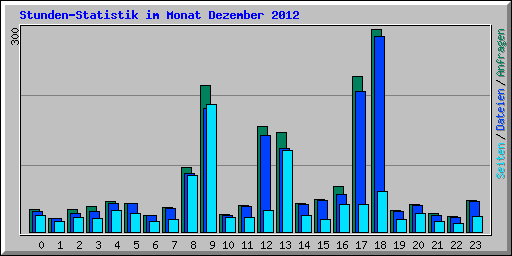 Stunden-Statistik im Monat Dezember 2012
300
Seiten/Dateien/Anfragen
0 1 2 3 4 5 6 7 8 9 10 11 12 13 14 15 16 17 18 19 20 21 22 23